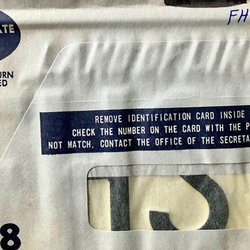 ATE
FH
URN
ED
REMOVE IDENTIFICATION CARD INSIDE
CHECK THE NUMBER ON THE CARD WITH THE P
NOT MATCH, CONTACT THE OFFICE OF THE SECRETA
8